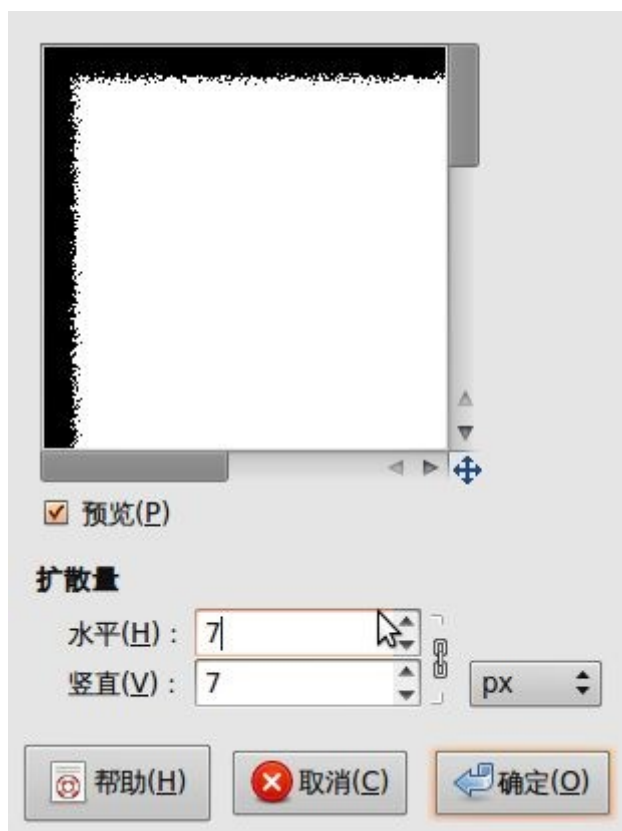 预览(P)
扩散量
水平(H)： 7
竖直(V)： 7
px
帮助(H) 取消(C) 确定(O)